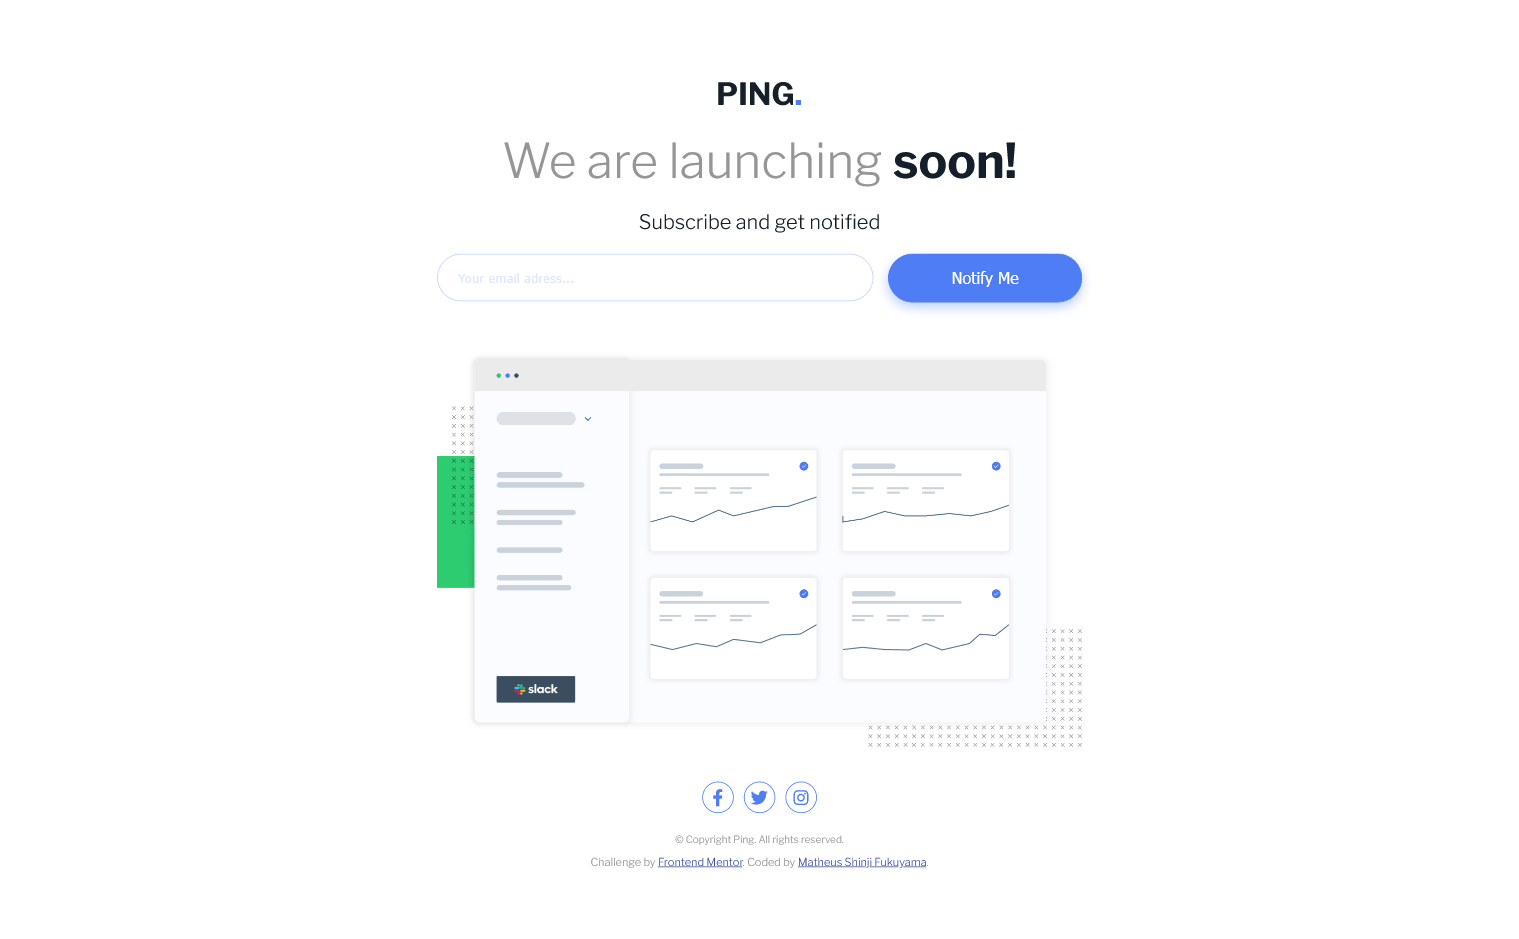 PING.
We are launching soon!
Subscribe and get notified
Your email adress...
Notify Me
slack
© Copyright Ping. All rights reserved.
Challenge by Frontend Mentor. Coded by Matheus Shinji Fukuyama.